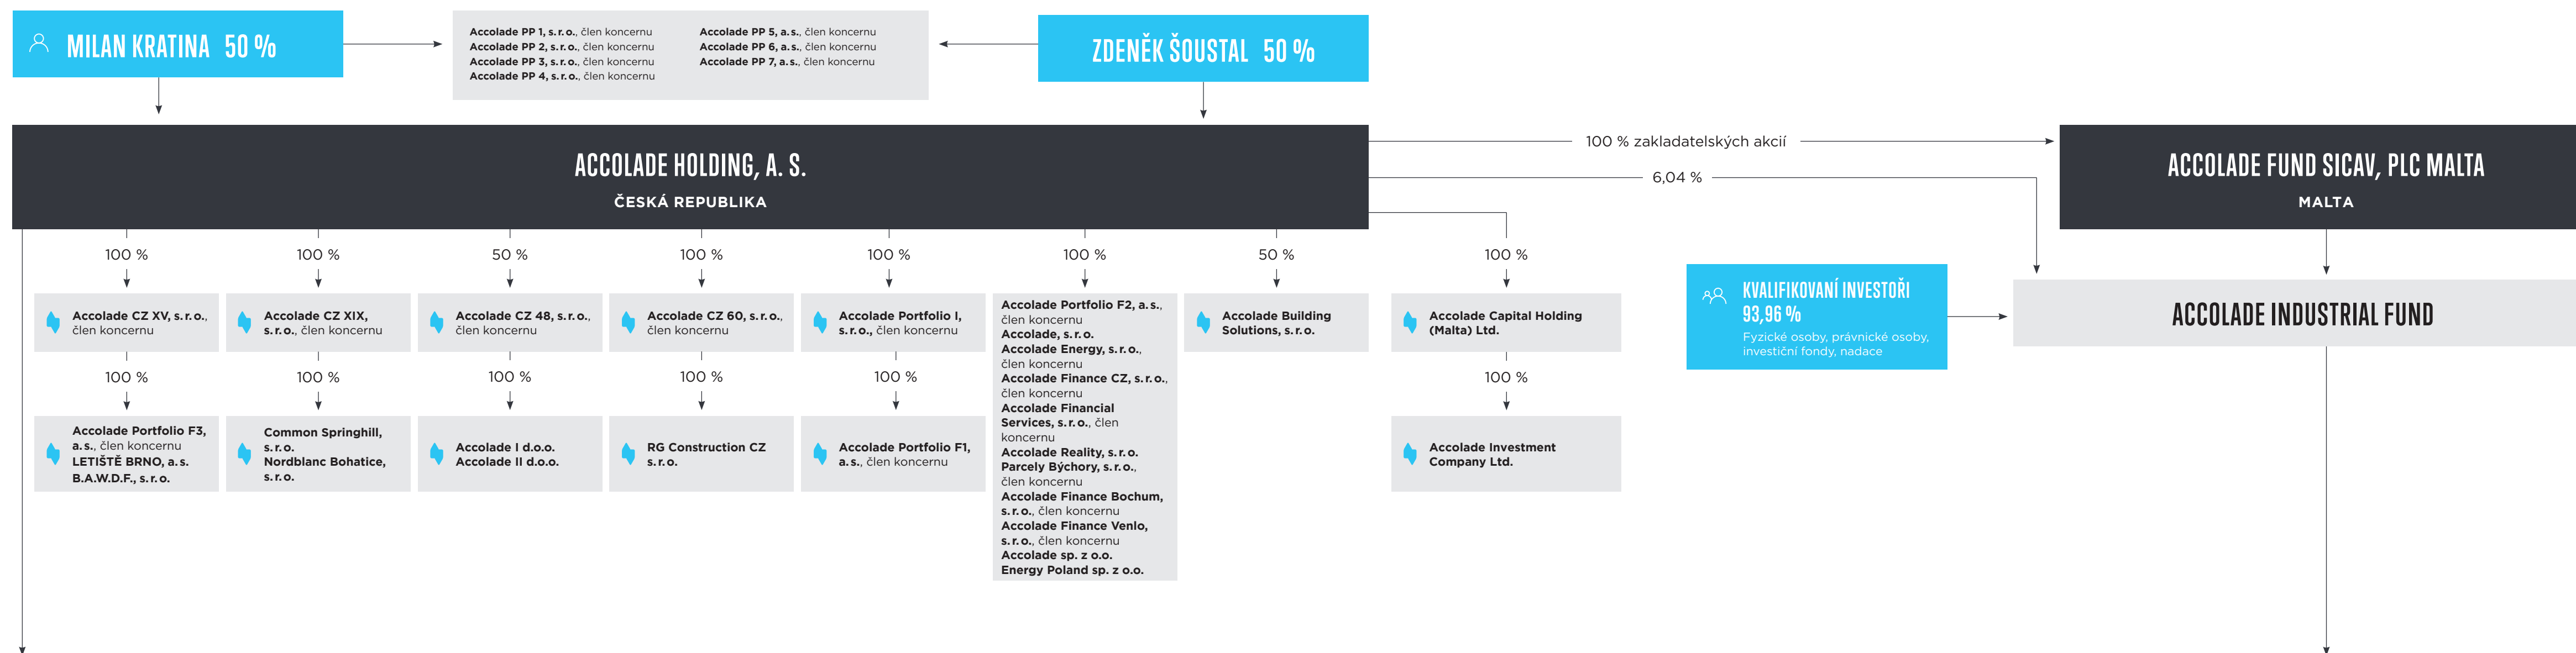 MILAN KRATINA 50 %
Accolade PP 1, s.r.o., člen koncernu
Accolade PP 2, s.r.o., člen koncernu
Accolade PP 3, s.r.o., člen koncernu
Accolade PP 4, s.r.o., člen koncernu
Accolade PP 5, a.s., člen koncernu
Accolade PP 6, a.s., člen koncernu
Accolade PP 7, a.s., člen koncernu
ZDENĚK ŠOUSTAL 50 %
ACCOLADE HOLDING, A. S.
ČESKÁ REPUBLIKA
100 % zakladatelských akcií
6,04 %
ACCOLADE FUND SICAV, PLC MALTA
MALTA
100 %
100 %
50 %
100 %
100 %
100 %
50 %
100 %
Accolade CZ XV, s.r.o.,
člen koncernu
Accolade CZ XIX,
s.r.o., člen koncernu
Accolade CZ 48, s.r.o.,
člen koncernu
Accolade CZ 60, s.r.o.,
člen koncernu
Accolade Portfolio I,
s.r.o., člen koncernu
Accolade Portfolio F2, a.s.,
člen koncernu
Accolade, s.r.o.
Accolade Energy, s.r.o.,
člen koncernu
Accolade Finance CZ, s.r.o.,
člen koncernu
Accolade Financial
Services, s.r.o., člen
koncernu
Accolade Reality, s.r.o.
Parcely Býchory, s.r.o.,
člen koncernu
Accolade Finance Bochum,
s.r.o., člen koncernu
Accolade Finance Venlo,
s.r.o., člen koncernu
Accolade sp. z o.o.
Energy Poland sp. z o.o.
Accolade Building
Solutions, s.r.o.
Accolade Capital Holding
(Malta) Ltd.
KVALIFIKOVANÍ INVESTOŘI
93,96 %
Fyzické osoby, právnické osoby,
investiční fondy, nadace
ACCOLADE INDUSTRIAL FUND
100 %
100 %
100 %
100 %
100 %
100 %
Accolade Portfolio F3,
a.s., člen koncernu
LETIŠTĚ BRNO, a.s.
B.A.W.D.F., s.r.o.
Common Springhill,
s.r.o.
Nordblanc Bohatice,
s.r.o.
Accolade I d.o.o.
Accolade II d.o.o.
RG Construction CZ
s.r.o.
Accolade Portfolio F1,
a.s., člen koncernu
Accolade Investment
Company Ltd.